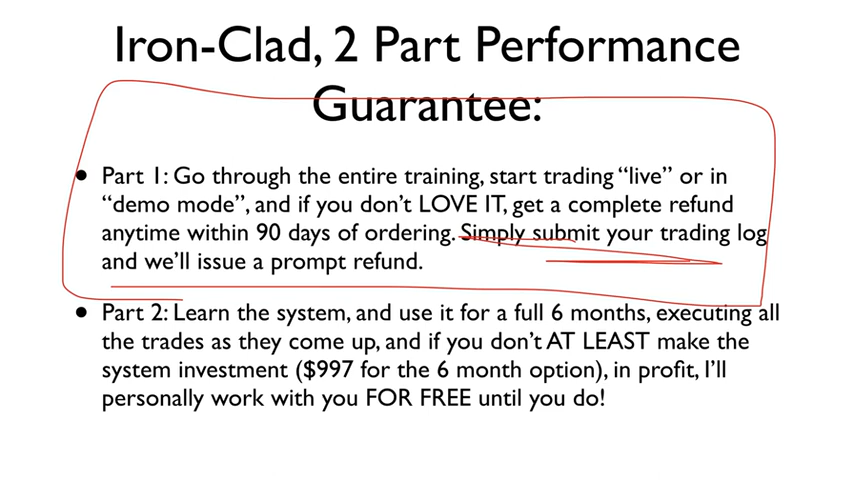 Iron-Clad, 2 Part Performance
Guarantee:
• Part 1: Go through the entire training, start trading “live” or in
“demo mode”, and if you don’t LOVE IT, get a complete refund
anytime within 90 days of ordering. Simply submit your trading log
and we’ll issue a prompt refund.
• Part 2: Learn the system, and use it for a full 6 months, executing all
the trades as they come up, and if you don’t AT LEAST make the
system investment ($997 for the 6 month option), in profit, I’ll
personally work with you FOR FREE until you do!